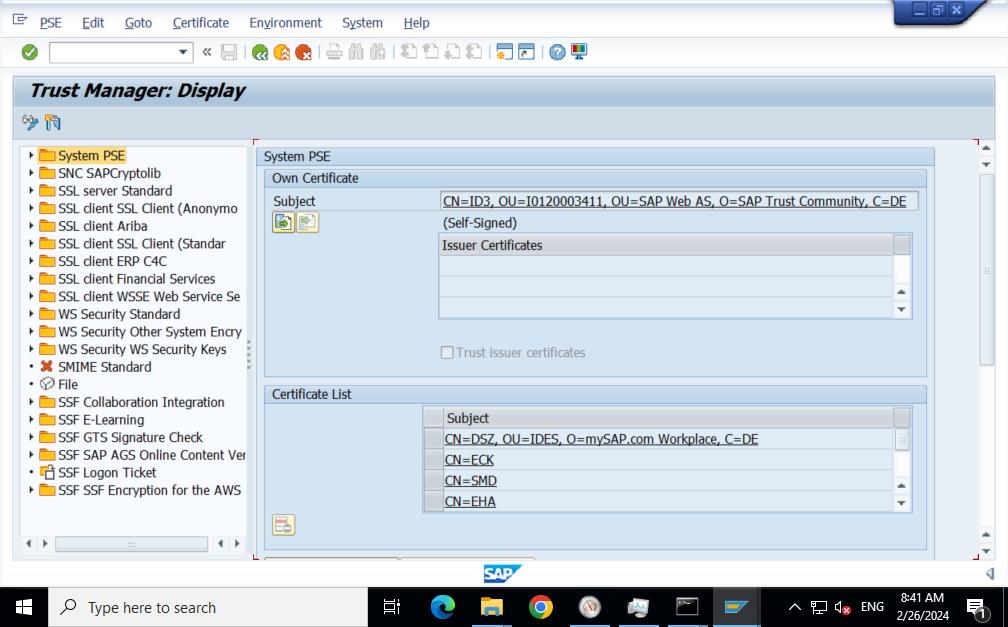 PSE Edit Goto Certificate Environment System Help
«
Trust Manager: Display
System PSE
SNC SAPCryptolib
SSL server Standard
SSL client SSL Client (Anonymo
SSL client Ariba
SSL client SSL Client (Standar
SSL client ERP C4C
SSL client Financial Services
SSL client WSSE Web Service Se
WS Security Standard
WS Security Other System Encry
WS Security WS Security Keys
SMIME Standard
File
SSF Collaboration Integration
SSF E-Learning
SSF GTS Signature Check
SSF SAP AGS Online Content Ver
SSF Logon Ticket
SSF SSF Encryption for the AWS
System PSE
Own Certificate
Subject CN=ID3, OU=I0120003411, OU=SAP Web AS, O=SAP Trust Community, C=DE
(Self-Signed)
Issuer Certificates
Trust issuer certificates
Certificate List
Subject
CN=DSZ, OU=IDES, O=mySAP.com Workplace, C=DE
CN=ECK
CN=SMD
CN=EHA
SAP
Type here to search
ENG
8:41 AM
2/26/2024
1